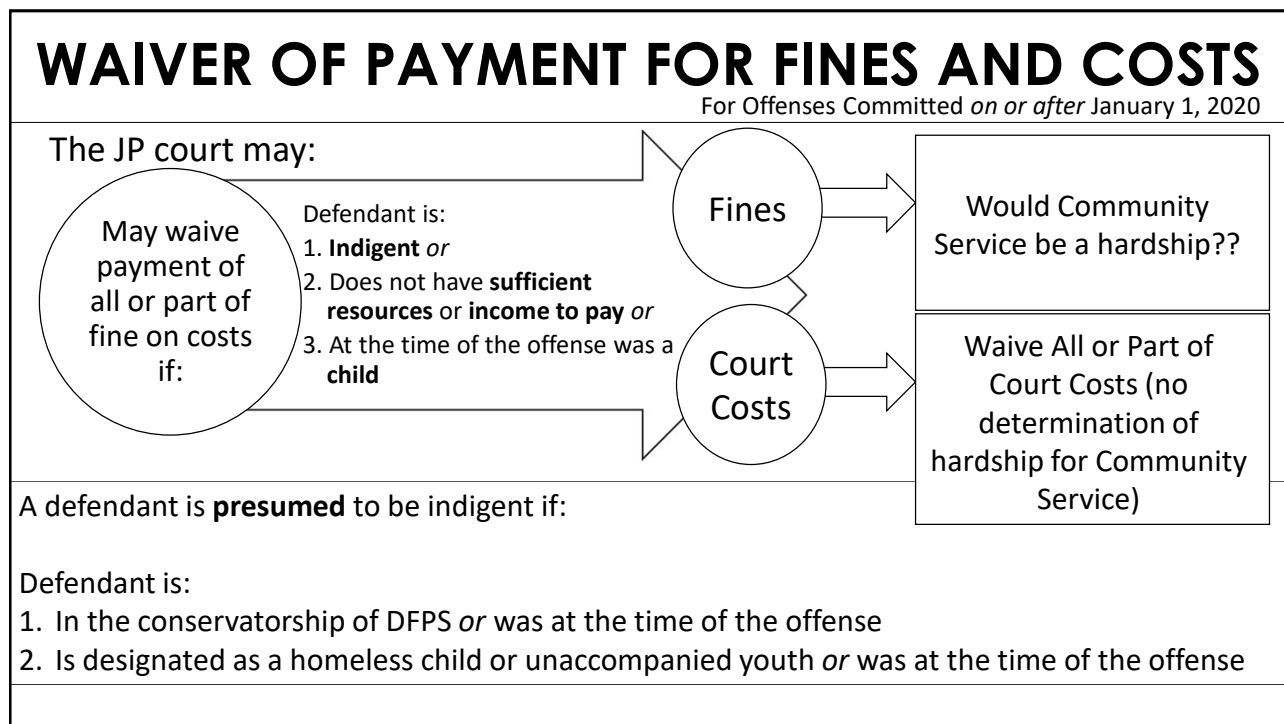 WAIVER OF PAYMENT FOR FINES AND COSTS
For Offenses Committed on or after January 1, 2020
The JP court may:
May waive
payment of
all or part of
fine on costs
if:
Defendant is:
1. Indigent or
2. Does not have sufficient
resources or income to pay or
3. At the time of the offense was a
child
Fines
Would Community
Service be a hardship??
Court
Costs
Waive All or Part of
Court Costs (no
determination of
hardship for Community
Service)
A defendant is presumed to be indigent if:
Defendant is:
1. In the conservatorship of DFPS or was at the time of the offense
2. Is designated as a homeless child or unaccompanied youth or was at the time of the offense